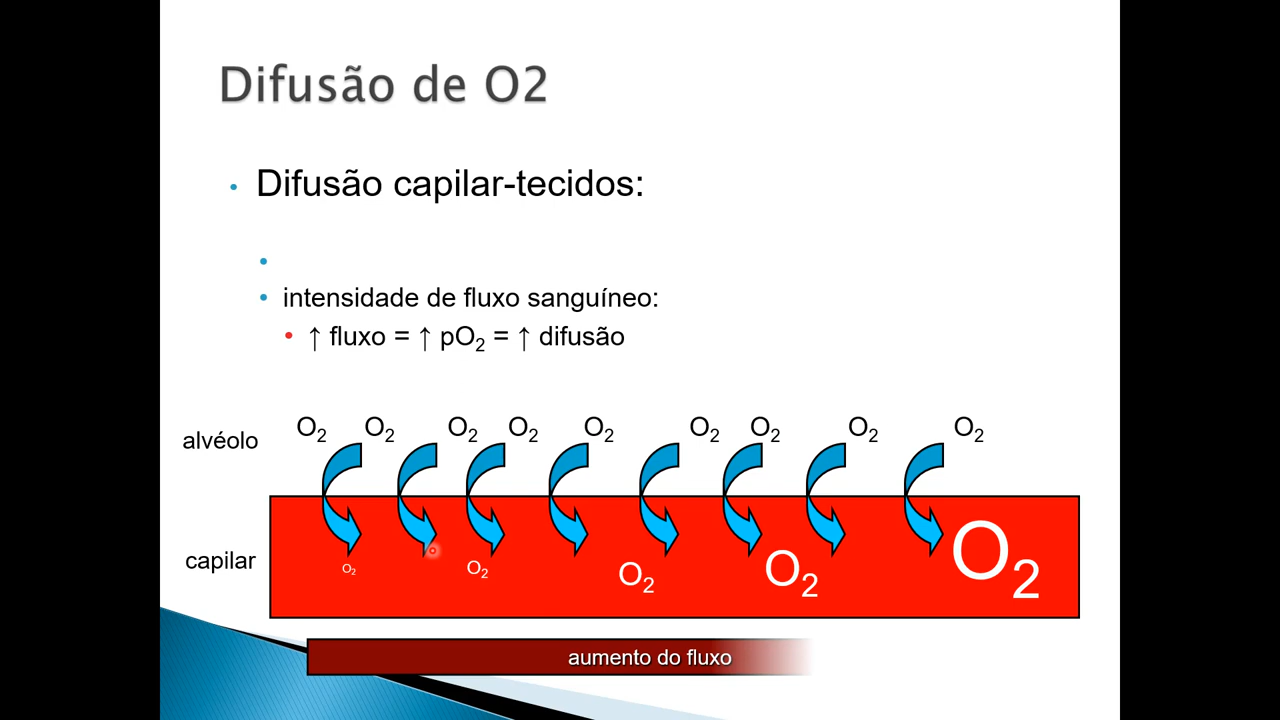 Difusão de O2
• Difusão capilar-tecidos:
•
• intensidade de fluxo sanguíneo:
• ↑ fluxo = ↑ pO₂ = ↑ difusão
alvéolo O₂ O₂ O₂ O₂ O₂ O₂ O₂ O₂ O₂
capilar O₂ O₂ O₂ O₂ O₂
aumento do fluxo